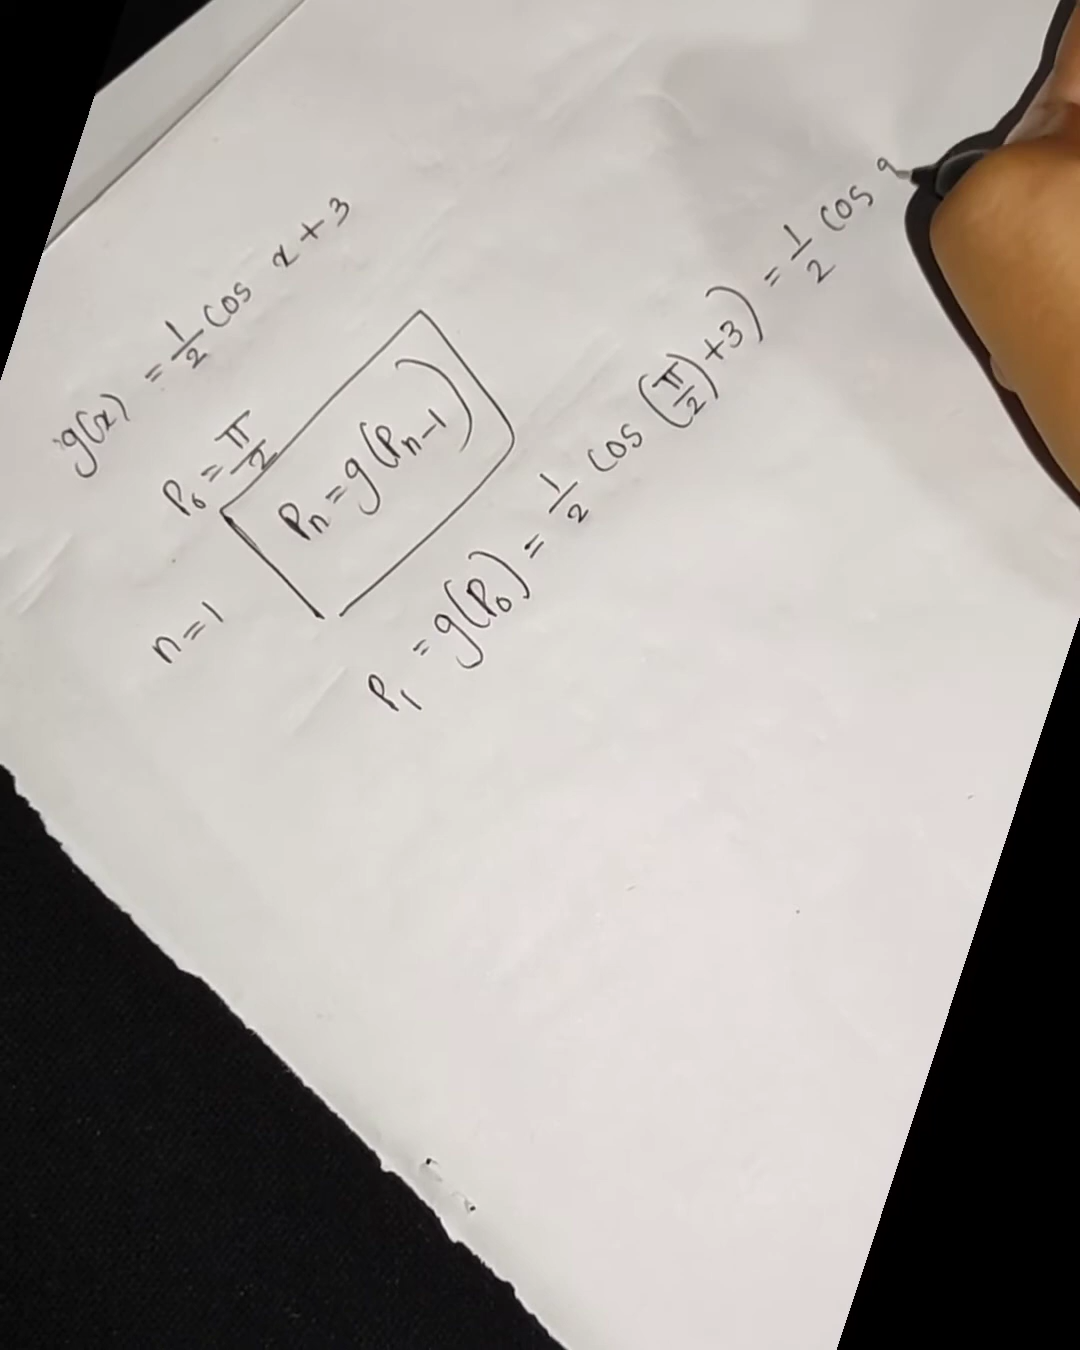 g(x) = 1/2 cos x + 3
P₀ = π/2
Pₙ = g(Pₙ₋₁)
n = 1
P₁ = g(P₀) = 1/2 cos (π/2) + 3) = 1/2 cos 9